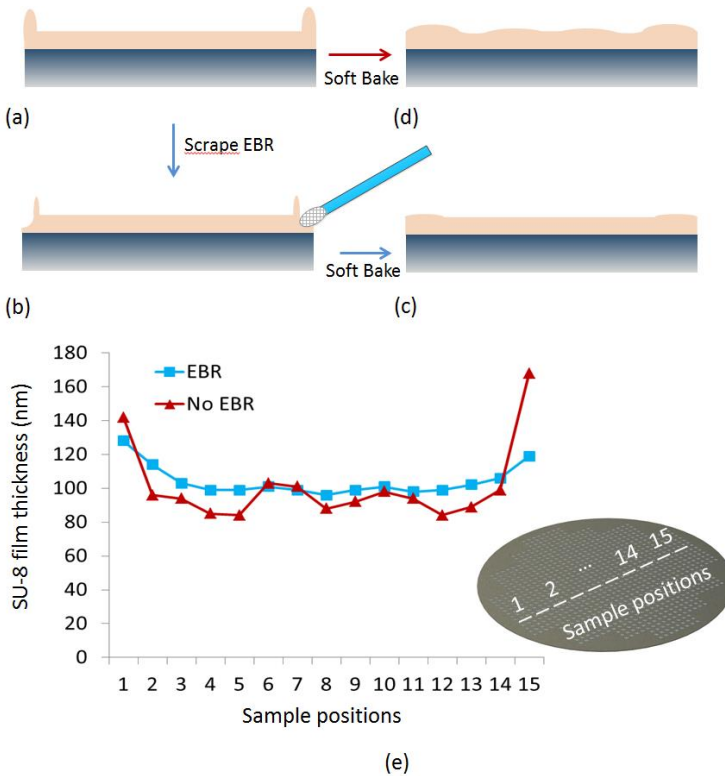 Soft Bake
(a)
(d)
Scrape EBR
Soft Bake
(b)
(c)
180
160
140
120
100
80
60
40
20
0
SU-8 film thickness (nm)
EBR
No EBR
1 2 3 4 5 6 7 8 9 10 11 12 13 14 15
Sample positions
1 2 ... 14 15
Sample positions
(e)